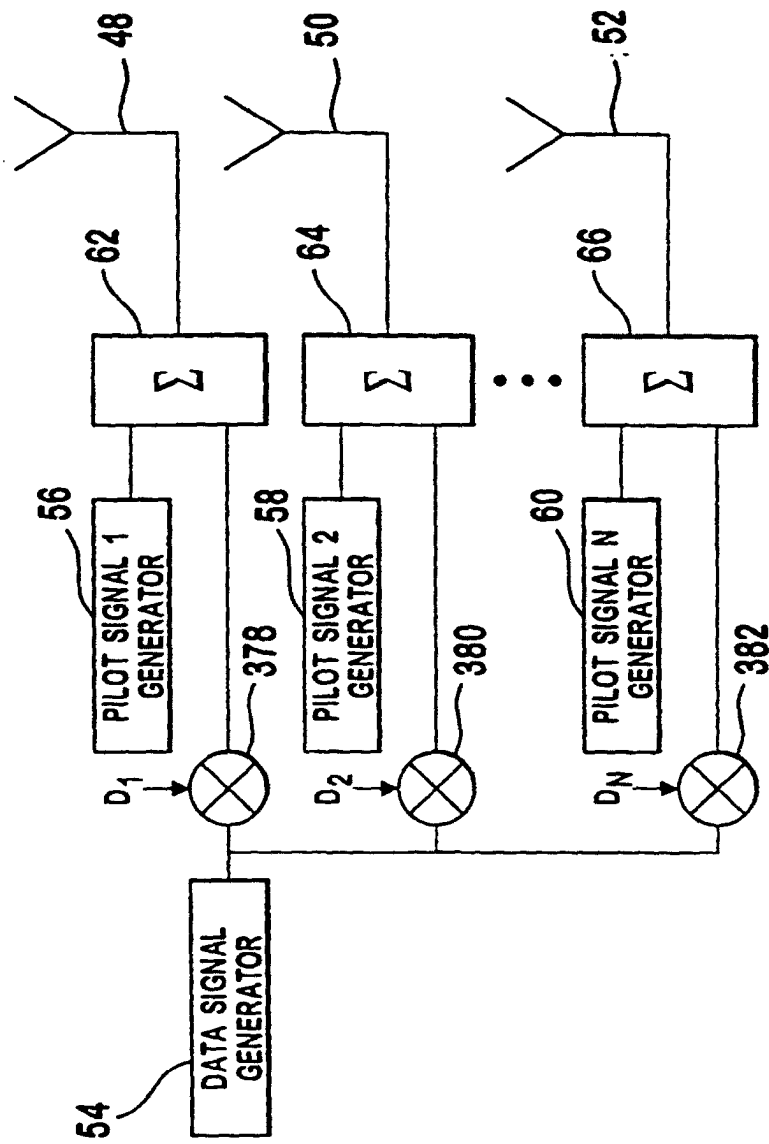 54
DATA SIGNAL
GENERATOR
D1
378
PILOT SIGNAL 1
GENERATOR
56
Σ
62
48
D2
380
PILOT SIGNAL 2
GENERATOR
58
Σ
64
50
DN
382
PILOT SIGNAL N
GENERATOR
60
Σ
66
52